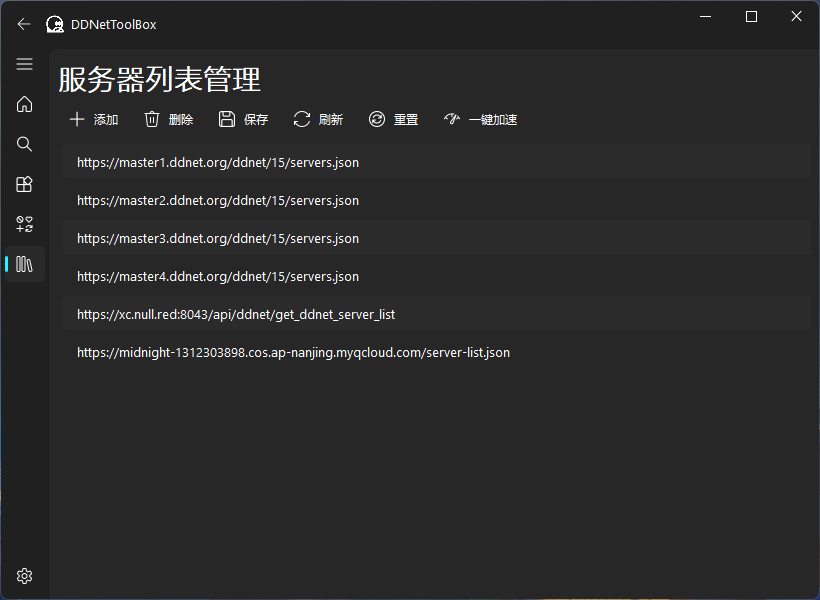 DDNetToolBox
服务器列表管理
添加 删除 保存 刷新 重置 一键加速
https://master1.ddnet.org/ddnet/15/servers.json
https://master2.ddnet.org/ddnet/15/servers.json
https://master3.ddnet.org/ddnet/15/servers.json
https://master4.ddnet.org/ddnet/15/servers.json
https://xc.null.red:8043/api/ddnet/get_ddnet_server_list
https://midnight-1312303898.cos.ap-nanjing.myqcloud.com/server-list.json